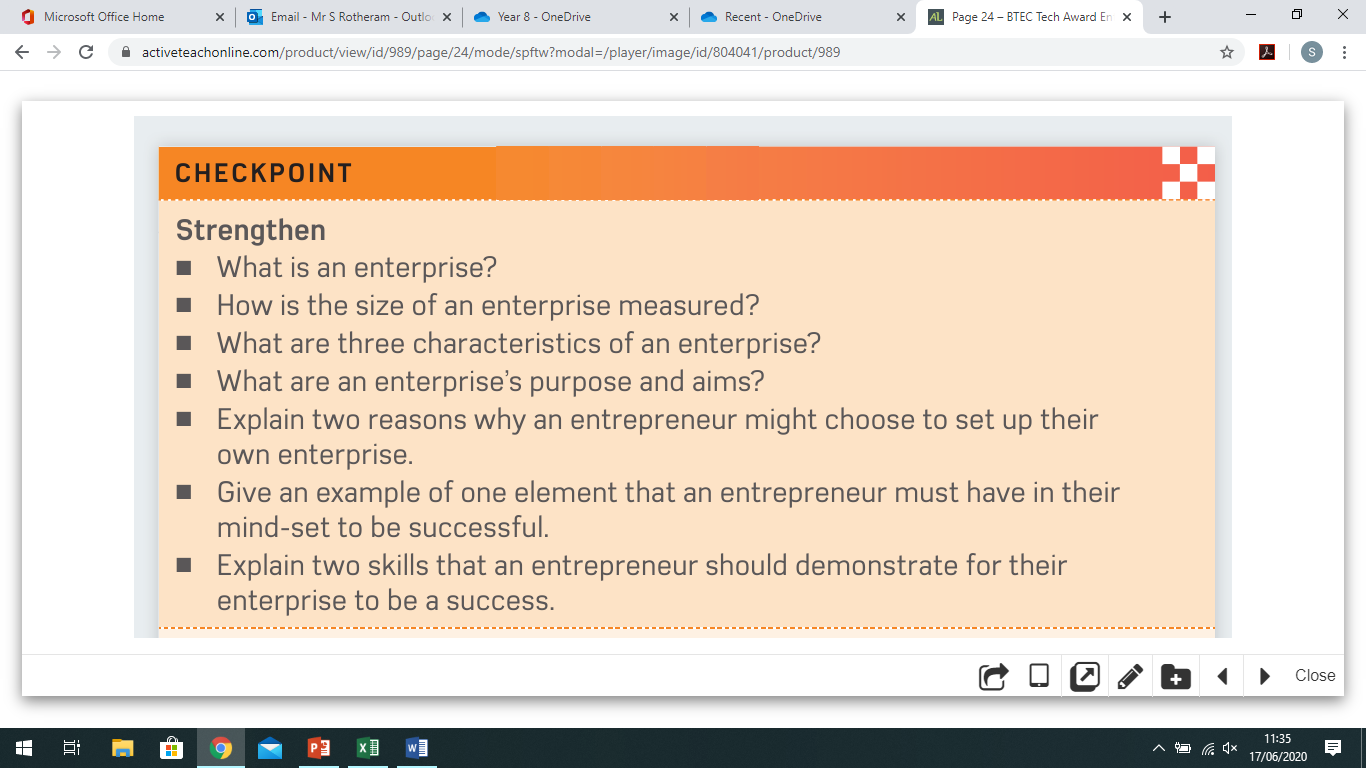 Microsoft Office Home
Email - Mr S Rotheram - Outlo
Year 8 - OneDrive
Recent - OneDrive
AL Page 24 – BTEC Tech Award En
activeteachonline.com/product/view/id/989/page/24/mode/spftw?modal=/player/image/id/804041/product/989
S
CHECKPOINT
Strengthen
■ What is an enterprise?
■ How is the size of an enterprise measured?
■ What are three characteristics of an enterprise?
■ What are an enterprise's purpose and aims?
■ Explain two reasons why an entrepreneur might choose to set up their
own enterprise.
■ Give an example of one element that an entrepreneur must have in their
mind-set to be successful.
■ Explain two skills that an entrepreneur should demonstrate for their
enterprise to be a success.
Close
11:35
17/06/2020